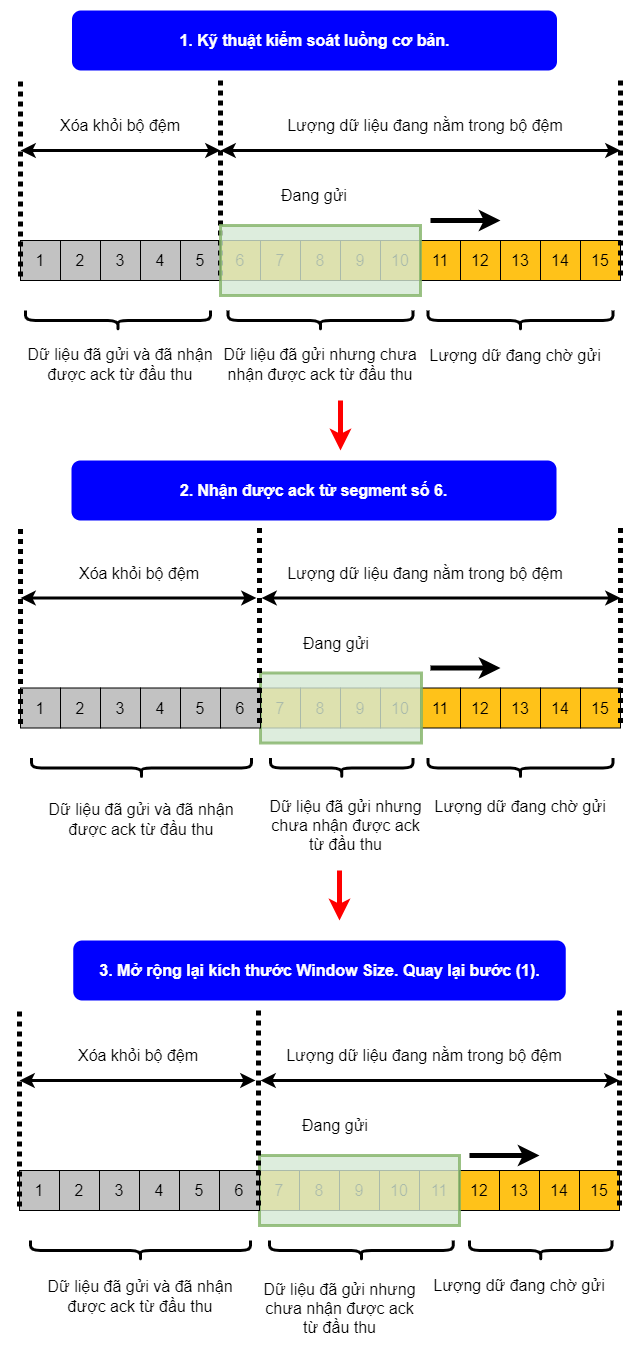 1. Kỹ thuật kiểm soát luồng cơ bản.
Xóa khỏi bộ đệm
Lượng dữ liệu đang nằm trong bộ đệm
Đang gửi
1 2 3 4 5 6 7 8 9 10 11 12 13 14 15
Dữ liệu đã gửi và đã nhận
được ack từ đầu thu
Dữ liệu đã gửi nhưng chưa
nhận được ack từ đầu thu
Lượng dữ đang chờ gửi
2. Nhận được ack từ segment số 6.
Xóa khỏi bộ đệm
Lượng dữ liệu đang nằm trong bộ đệm
Đang gửi
1 2 3 4 5 6 7 8 9 10 11 12 13 14 15
Dữ liệu đã gửi và đã nhận
được ack từ đầu thu
Dữ liệu đã gửi nhưng
chưa nhận được ack
từ đầu thu
Lượng dữ đang chờ gửi
3. Mở rộng lại kích thước Window Size. Quay lại bước (1).
Xóa khỏi bộ đệm
Lượng dữ liệu đang nằm trong bộ đệm
Đang gửi
1 2 3 4 5 6 7 8 9 10 11 12 13 14 15
Dữ liệu đã gửi và đã nhận
được ack từ đầu thu
Dữ liệu đã gửi nhưng
chưa nhận được ack
từ đầu thu
Lượng dữ đang chờ gửi